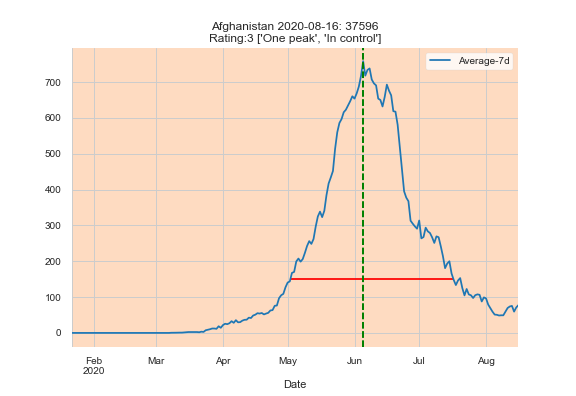 Afghanistan 2020-08-16: 37596
Rating:3 ['One peak', 'In control']
Average-7d
700
600
500
400
300
200
100
0
Feb
2020
Mar
Apr
May
Jun
Jul
Aug
Date